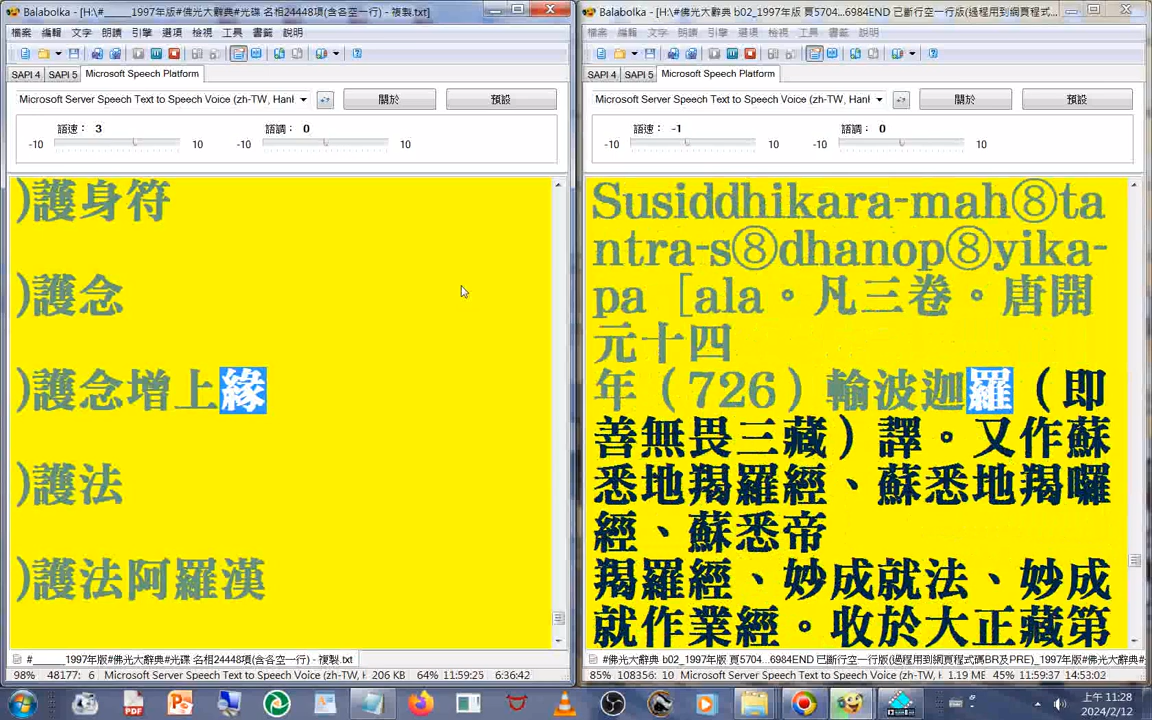 Balabolka - [H:\#_____1997年版#佛光大辭典#光碟 名相24448項(含各空一行) - 複製.txt]
檔案 編輯 文字 朗讀 引擎 選項 檢視 工具 書籤 說明
SAPI 4 SAPI 5 Microsoft Speech Platform
Microsoft Server Speech Text to Speech Voice (zh-TW, Hanl 關於 預設
語速： 3 語調： 0
-10 10 -10 10
)護身符
)護念
)護念增上緣
)護法
)護法阿羅漢
#_____1997年版#佛光大辭典#光碟 名相24448項(含各空一行) - 複製.txt
98% 48177: 6 Microsoft Server Speech Text to Speech Voice (zh-TW, H 206 KB 64% 11:59:25 6:36:42
Balabolka - [H:\#佛光大辭典 b02_1997年版 頁5704...6984END 已斷行空一行版(過程用到網頁程式...
檔案 編輯 文字 朗讀 引擎 選項 檢視 工具 書籤 說明
SAPI 4 SAPI 5 Microsoft Speech Platform
Microsoft Server Speech Text to Speech Voice (zh-TW, Hanl 關於 預設
語速： -1 語調： 0
-10 10 -10 10
Susiddhikara-mah⑧ta
ntra-s⑧dhanop⑧yika-
pa［ala。凡三卷。唐開
元十四
年（726）輸波迦羅（即
善無畏三藏）譯。又作蘇
悉地羯羅經、蘇悉地羯囉
經、蘇悉帝
羯羅經、妙成就法、妙成
就作業經。收於大正藏第
#佛光大辭典 b02_1997年版 頁5704...6984END 已斷行空一行版(過程用到網頁程式碼BR及PRE)_1997年版#佛光大辭典#
85% 108356: 10 Microsoft Server Speech Text to Speech Voice (zh-TW, H 1.19 ME 45% 11:59:37 14:53:02
上午 11:28
2024/2/12